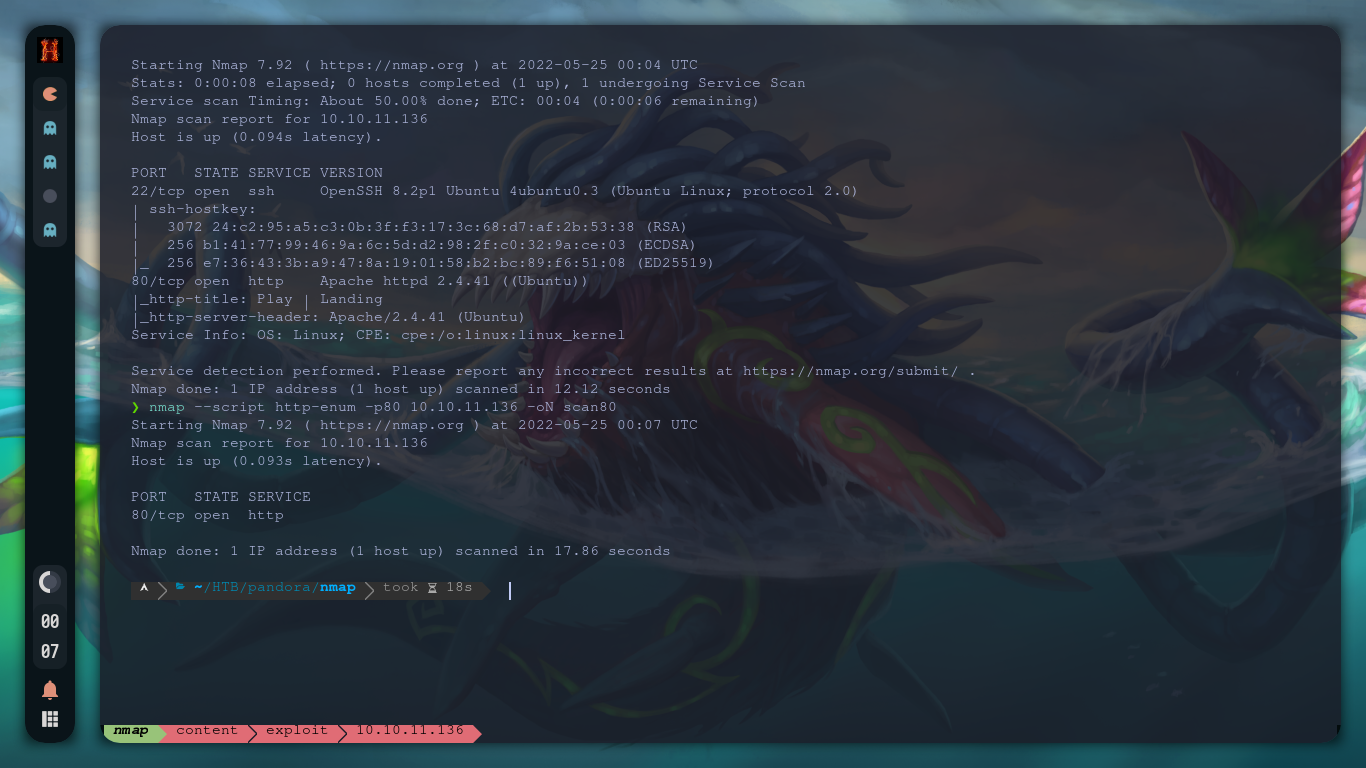 Starting Nmap 7.92 ( https://nmap.org ) at 2022-05-25 00:04 UTC
Stats: 0:00:08 elapsed; 0 hosts completed (1 up), 1 undergoing Service Scan
Service scan Timing: About 50.00% done; ETC: 00:04 (0:00:06 remaining)
Nmap scan report for 10.10.11.136
Host is up (0.094s latency).
PORT   STATE SERVICE VERSION
22/tcp open  ssh     OpenSSH 8.2p1 Ubuntu 4ubuntu0.3 (Ubuntu Linux; protocol 2.0)
| ssh-hostkey:
|   3072 24:c2:95:a5:c3:0b:3f:f3:17:3c:68:d7:af:2b:53:38 (RSA)
|   256 b1:41:77:99:46:9a:6c:5d:d2:98:2f:c0:32:9a:ce:03 (ECDSA)
|_  256 e7:36:43:3b:a9:47:8a:19:01:58:b2:bc:89:f6:51:08 (ED25519)
80/tcp open  http    Apache httpd 2.4.41 ((Ubuntu))
|_http-title: Play | Landing
|_http-server-header: Apache/2.4.41 (Ubuntu)
Service Info: OS: Linux; CPE: cpe:/o:linux:linux_kernel
Service detection performed. Please report any incorrect results at https://nmap.org/submit/ .
Nmap done: 1 IP address (1 host up) scanned in 12.12 seconds
❯ nmap --script http-enum -p80 10.10.11.136 -oN scan80
Starting Nmap 7.92 ( https://nmap.org ) at 2022-05-25 00:07 UTC
Nmap scan report for 10.10.11.136
Host is up (0.093s latency).
PORT   STATE SERVICE
80/tcp open  http
Nmap done: 1 IP address (1 host up) scanned in 17.86 seconds
~/HTB/pandora/nmap took 18s
00
07
nmap content exploit 10.10.11.136
H